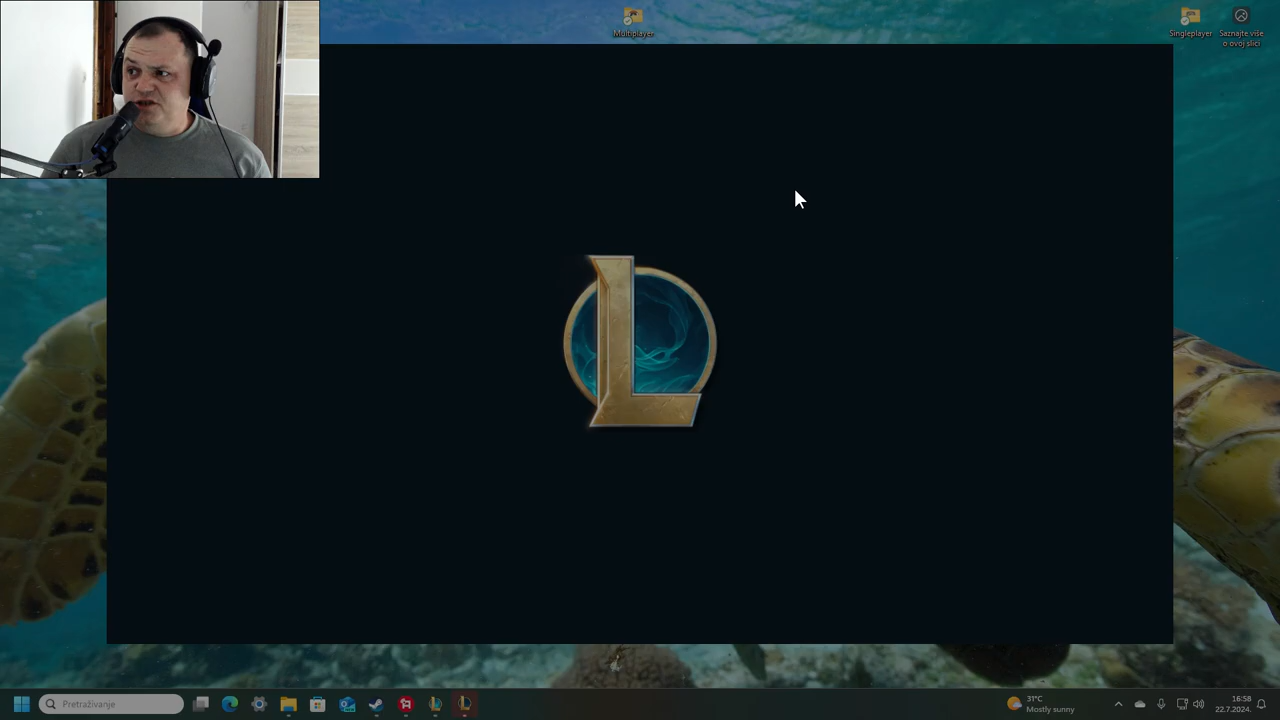 Multiplayer
Singleplayer
Saznajte više
o ovoj slici
L
Pretraživanje
31°C
Mostly sunny
16:58
22.7.2024.